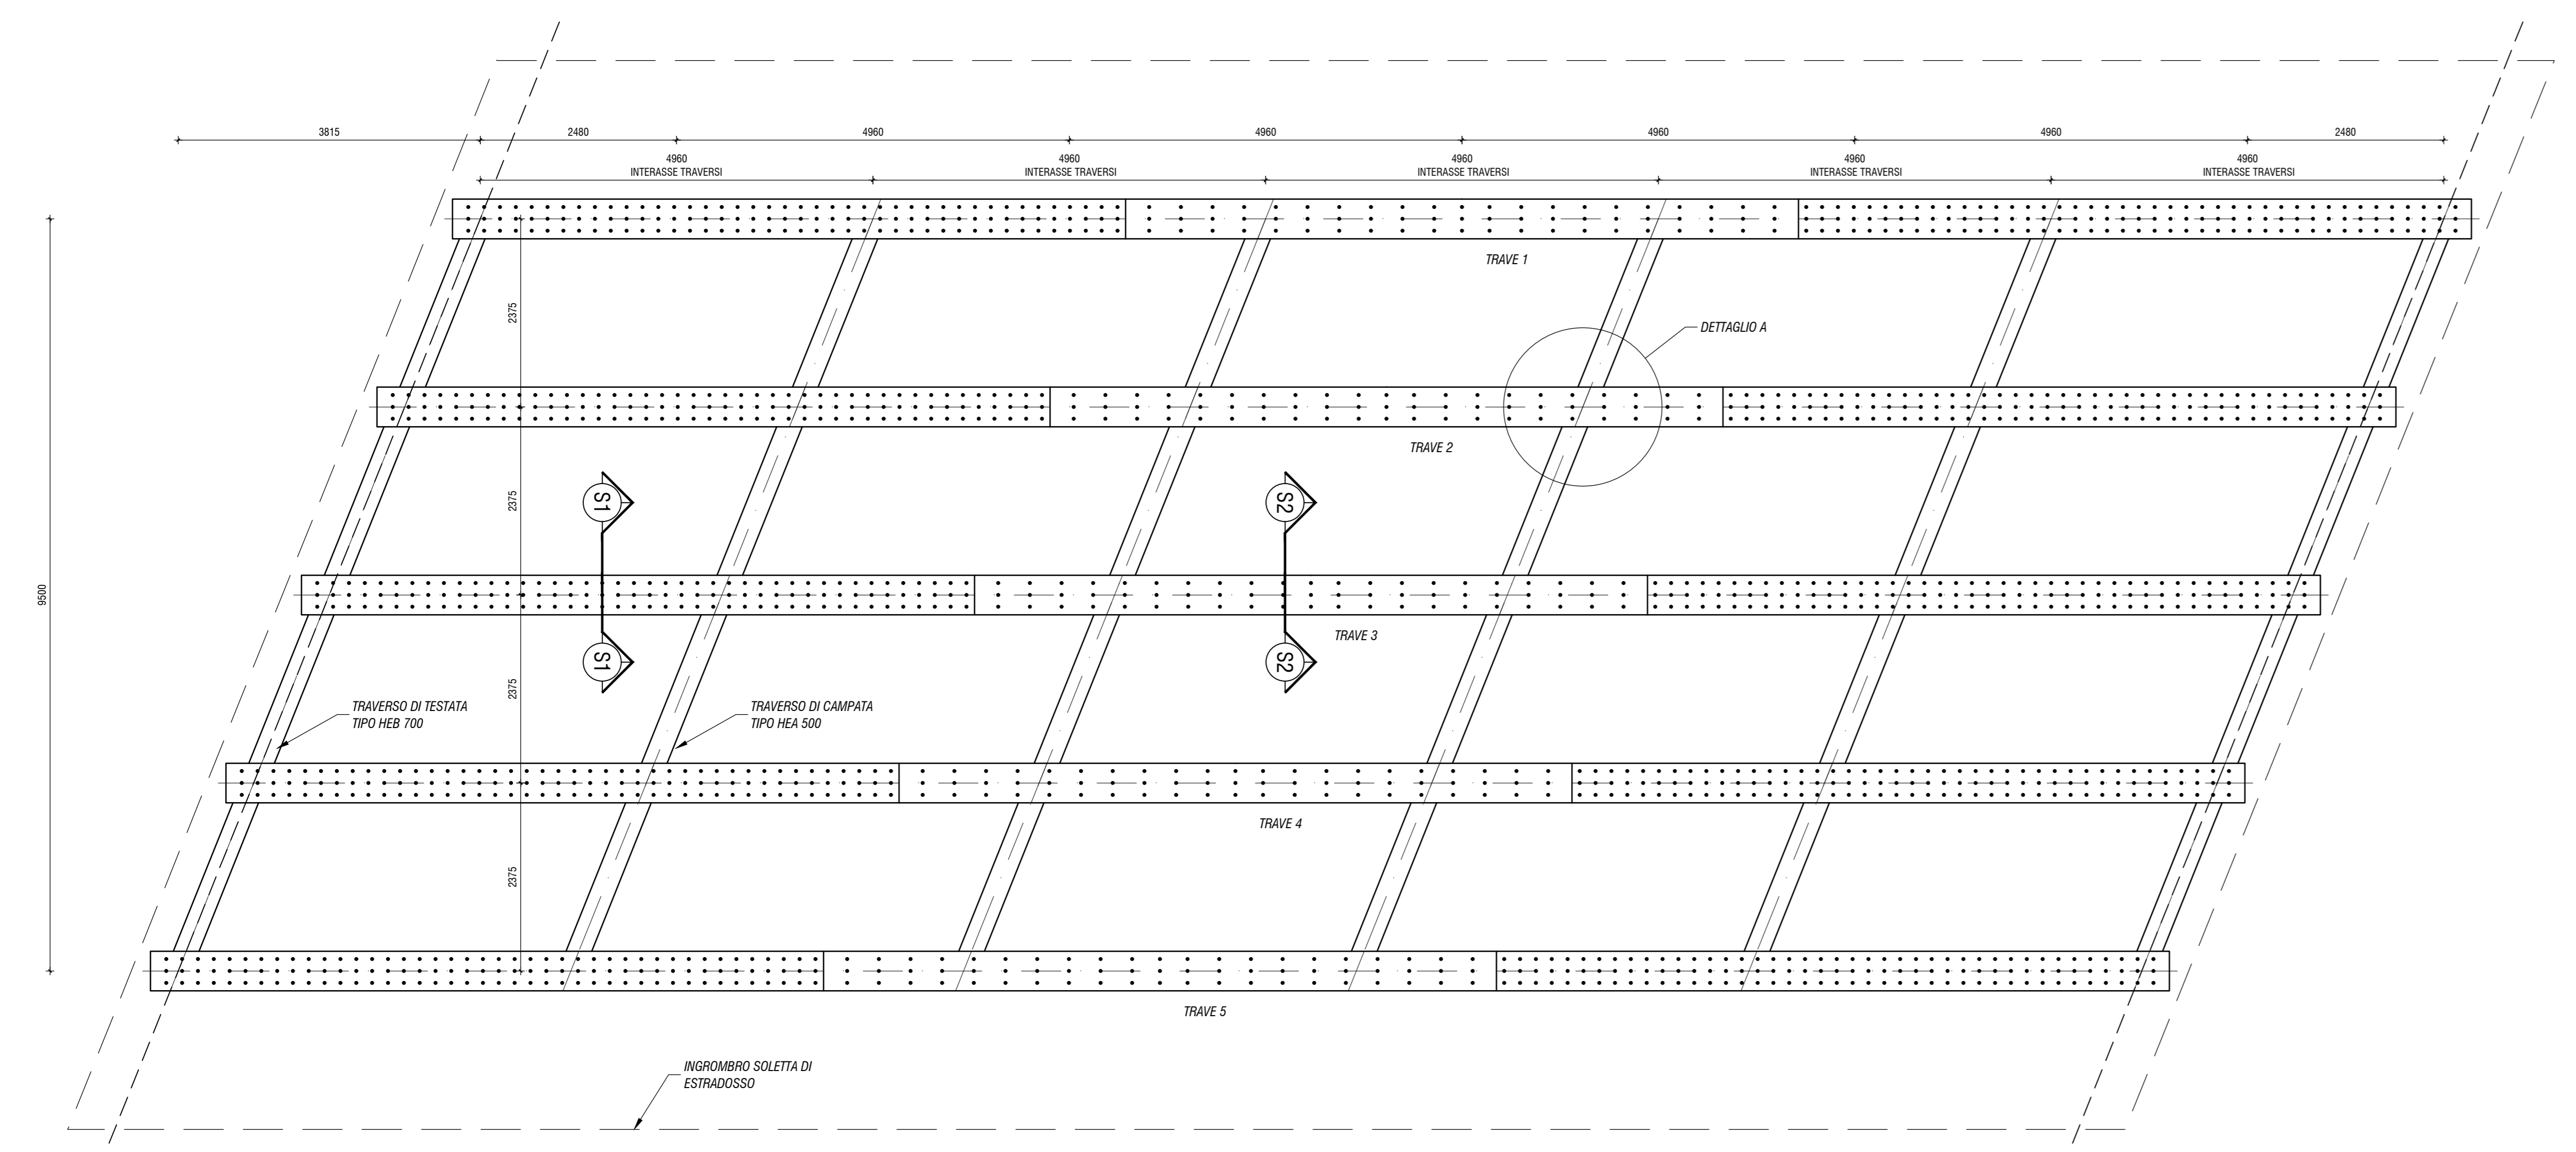 3815
2480
4960
4960
4960
4960
2480
4960
INTERASSE TRAVERSI
4960
INTERASSE TRAVERSI
4960
INTERASSE TRAVERSI
4960
INTERASSE TRAVERSI
4960
INTERASSE TRAVERSI
TRAVE 1
2375
DETTAGLIO A
TRAVE 2
2375
S1
S2
9500
TRAVE 3
S1
S2
2375
TRAVERSO DI TESTATA
TIPO HEB 700
TRAVERSO DI CAMPATA
TIPO HEA 500
TRAVE 4
2375
TRAVE 5
INGROMBRO SOLETTA DI
ESTRADOSSO